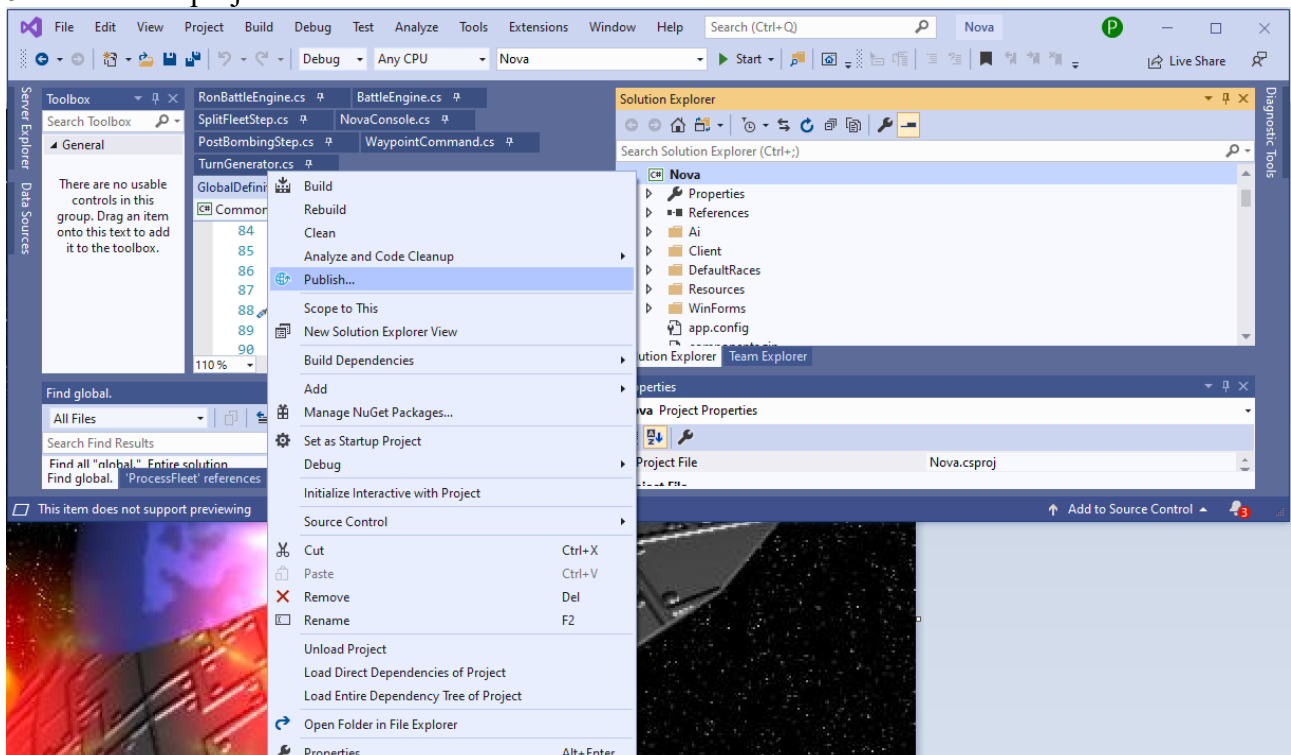 File Edit View Project Build Debug Test Analyze Tools Extensions Window Help Search (Ctrl+Q) Nova P
Debug Any CPU Nova Start Live Share
Server Explorer
Data Sources
Toolbox
Search Toolbox
General
There are no usable
controls in this
group. Drag an item
onto this text to add
it to the toolbox.
RonBattleEngine.cs BattleEngine.cs
SplitFleetStep.cs NovaConsole.cs
PostBombingStep.cs WaypointCommand.cs
TurnGenerator.cs
GlobalDefini
C# Common
84
85
86
87
88
89
90
110 %
Find global.
All Files
Search Find Results
Find all "global.", Entire solution
Find global. 'ProcessFleet' references
This item does not support previewing
Build
Rebuild
Clean
Analyze and Code Cleanup
Publish...
Scope to This
New Solution Explorer View
Build Dependencies
Add
Manage NuGet Packages...
Set as Startup Project
Debug
Initialize Interactive with Project
Source Control
Cut Ctrl+X
Paste Ctrl+V
Remove Del
Rename F2
Unload Project
Load Direct Dependencies of Project
Load Entire Dependency Tree of Project
Open Folder in File Explorer
Properties Alt+Enter
Solution Explorer
Search Solution Explorer (Ctrl+;)
C# Nova
Properties
References
Ai
Client
DefaultRaces
Resources
WinForms
app.config
ution Explorer Team Explorer
operties
ova Project Properties
Project File Nova.csproj
Add to Source Control 3
Diagnostic Tools